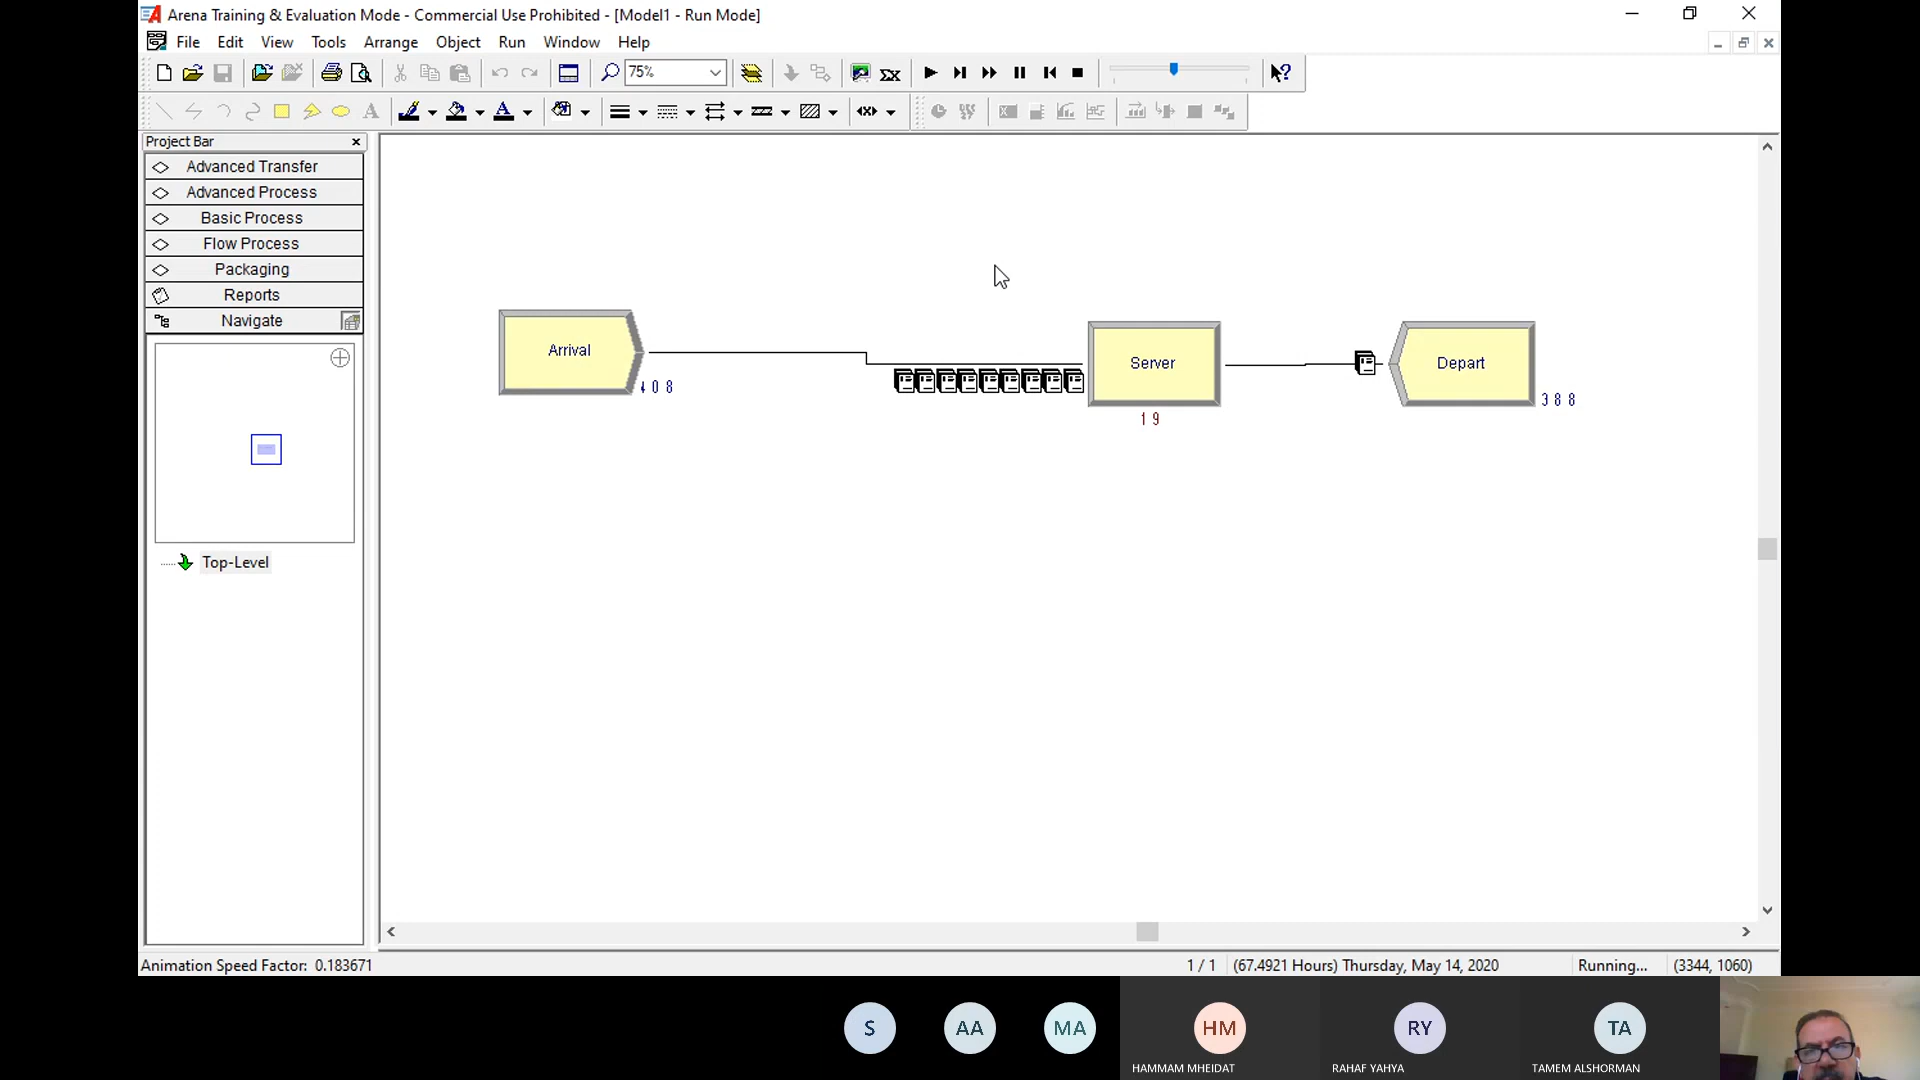 Arena Training & Evaluation Mode - Commercial Use Prohibited - [Model1 - Run Mode]
File Edit View Tools Arrange Object Run Window Help
75%
Project Bar
Advanced Transfer
Advanced Process
Basic Process
Flow Process
Packaging
Reports
Navigate
Top-Level
Arrival
408
Server
19
Depart
388
Animation Speed Factor: 0.183671
1 / 1 (67.4921 Hours) Thursday, May 14, 2020 Running... (3344, 1060)
S AA MA HM RY TA
HAMMAM MHEIDAT RAHAF YAHYA TAMEM ALSHORMAN